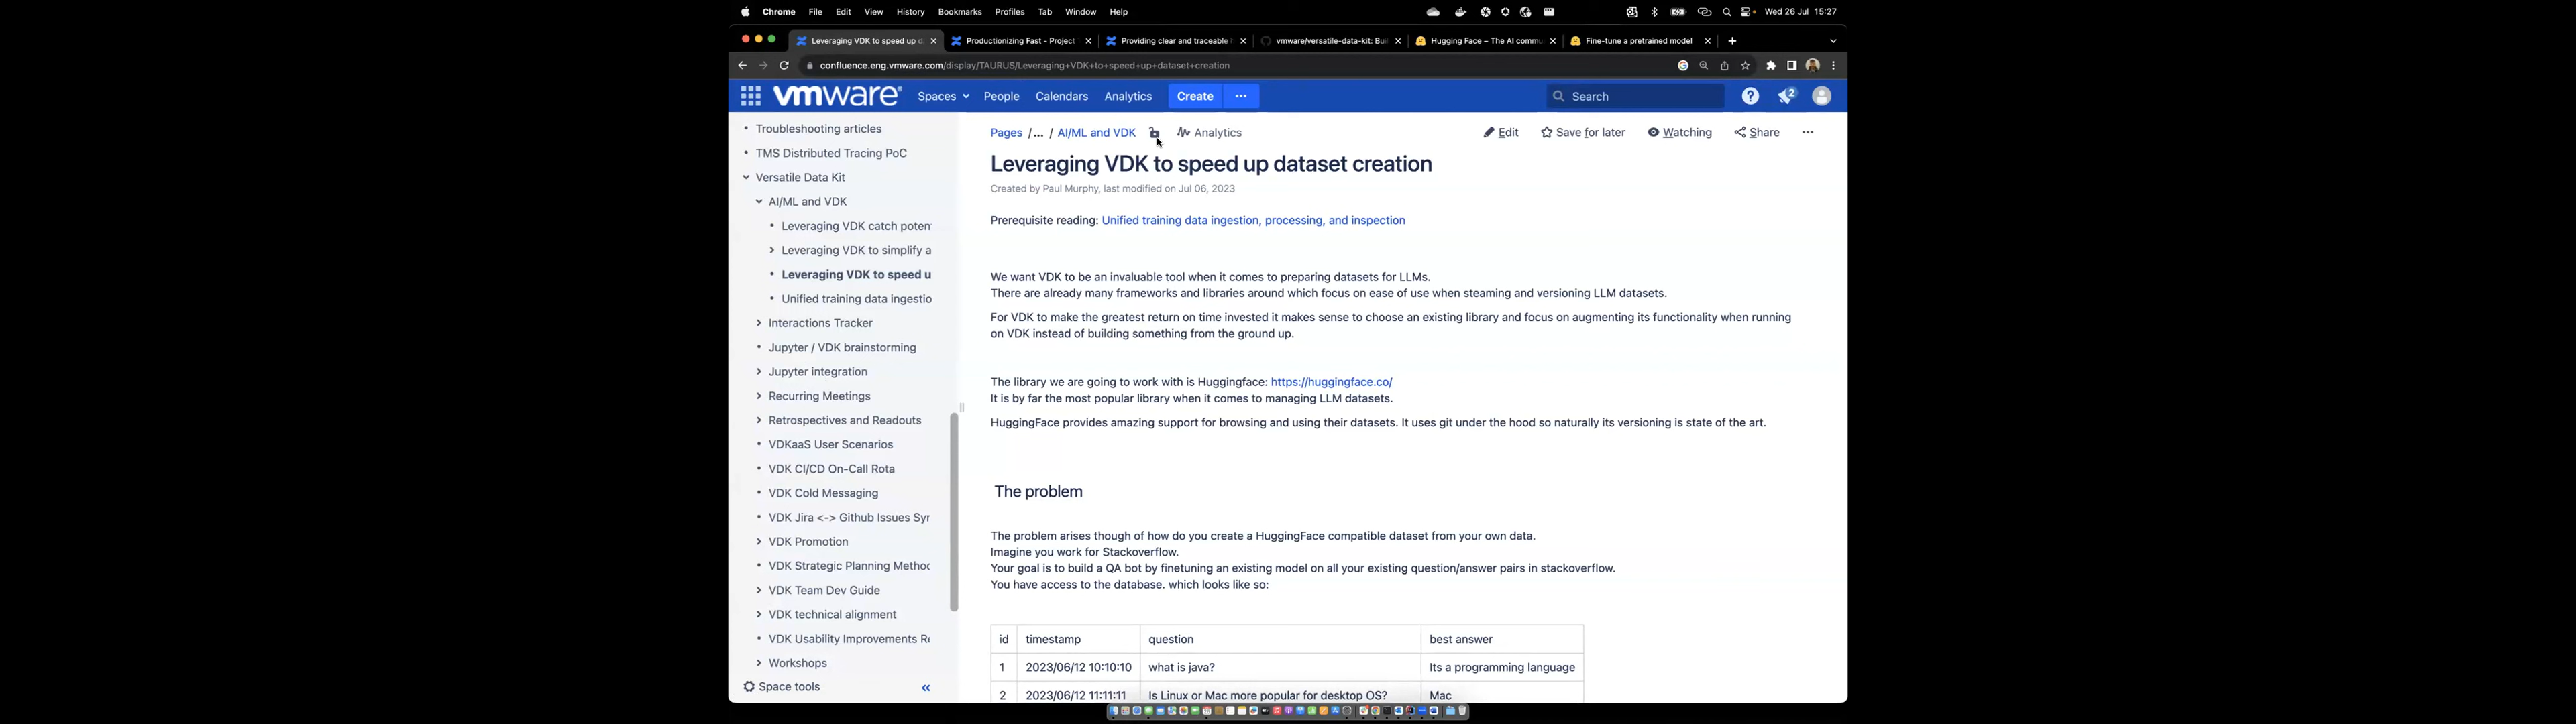 Chrome File Edit View History Bookmarks Profiles Tab Window Help
Wed 26 Jul 15:27
Leveraging VDK to speed up d
Productionizing Fast - Project
Providing clear and traceable
vmware/versatile-data-kit: Bui
Hugging Face – The AI commu
Fine-tune a pretrained model
confluence.eng.vmware.com/display/TAURUS/Leveraging+VDK+to+speed+up+dataset+creation
vmware Spaces People Calendars Analytics Create ... Search 2
Troubleshooting articles
TMS Distributed Tracing PoC
Versatile Data Kit
AI/ML and VDK
Leveraging VDK catch poten
Leveraging VDK to simplify a
Leveraging VDK to speed u
Unified training data ingestio
Interactions Tracker
Jupyter / VDK brainstorming
Jupyter integration
Recurring Meetings
Retrospectives and Readouts
VDKaaS User Scenarios
VDK CI/CD On-Call Rota
VDK Cold Messaging
VDK Jira <-> Github Issues Syn
VDK Promotion
VDK Strategic Planning Method
VDK Team Dev Guide
VDK technical alignment
VDK Usability Improvements Re
Workshops
Space tools
Pages /... / AI/ML and VDK Analytics
Edit Save for later Watching Share ...
Leveraging VDK to speed up dataset creation
Created by Paul Murphy, last modified on Jul 06, 2023
Prerequisite reading: Unified training data ingestion, processing, and inspection
We want VDK to be an invaluable tool when it comes to preparing datasets for LLMs.
There are already many frameworks and libraries around which focus on ease of use when steaming and versioning LLM datasets.
For VDK to make the greatest return on time invested it makes sense to choose an existing library and focus on augmenting its functionality when running
on VDK instead of building something from the ground up.
The library we are going to work with is Huggingface: https://huggingface.co/
It is by far the most popular library when it comes to managing LLM datasets.
HuggingFace provides amazing support for browsing and using their datasets. It uses git under the hood so naturally its versioning is state of the art.
The problem
The problem arises though of how do you create a HuggingFace compatible dataset from your own data.
Imagine you work for Stackoverflow.
Your goal is to build a QA bot by finetuning an existing model on all your existing question/answer pairs in stackoverflow.
You have access to the database. which looks like so:
id timestamp question best answer
1 2023/06/12 10:10:10 what is java? Its a programming language
2 2023/06/12 11:11:11 Is Linux or Mac more popular for desktop OS? Mac